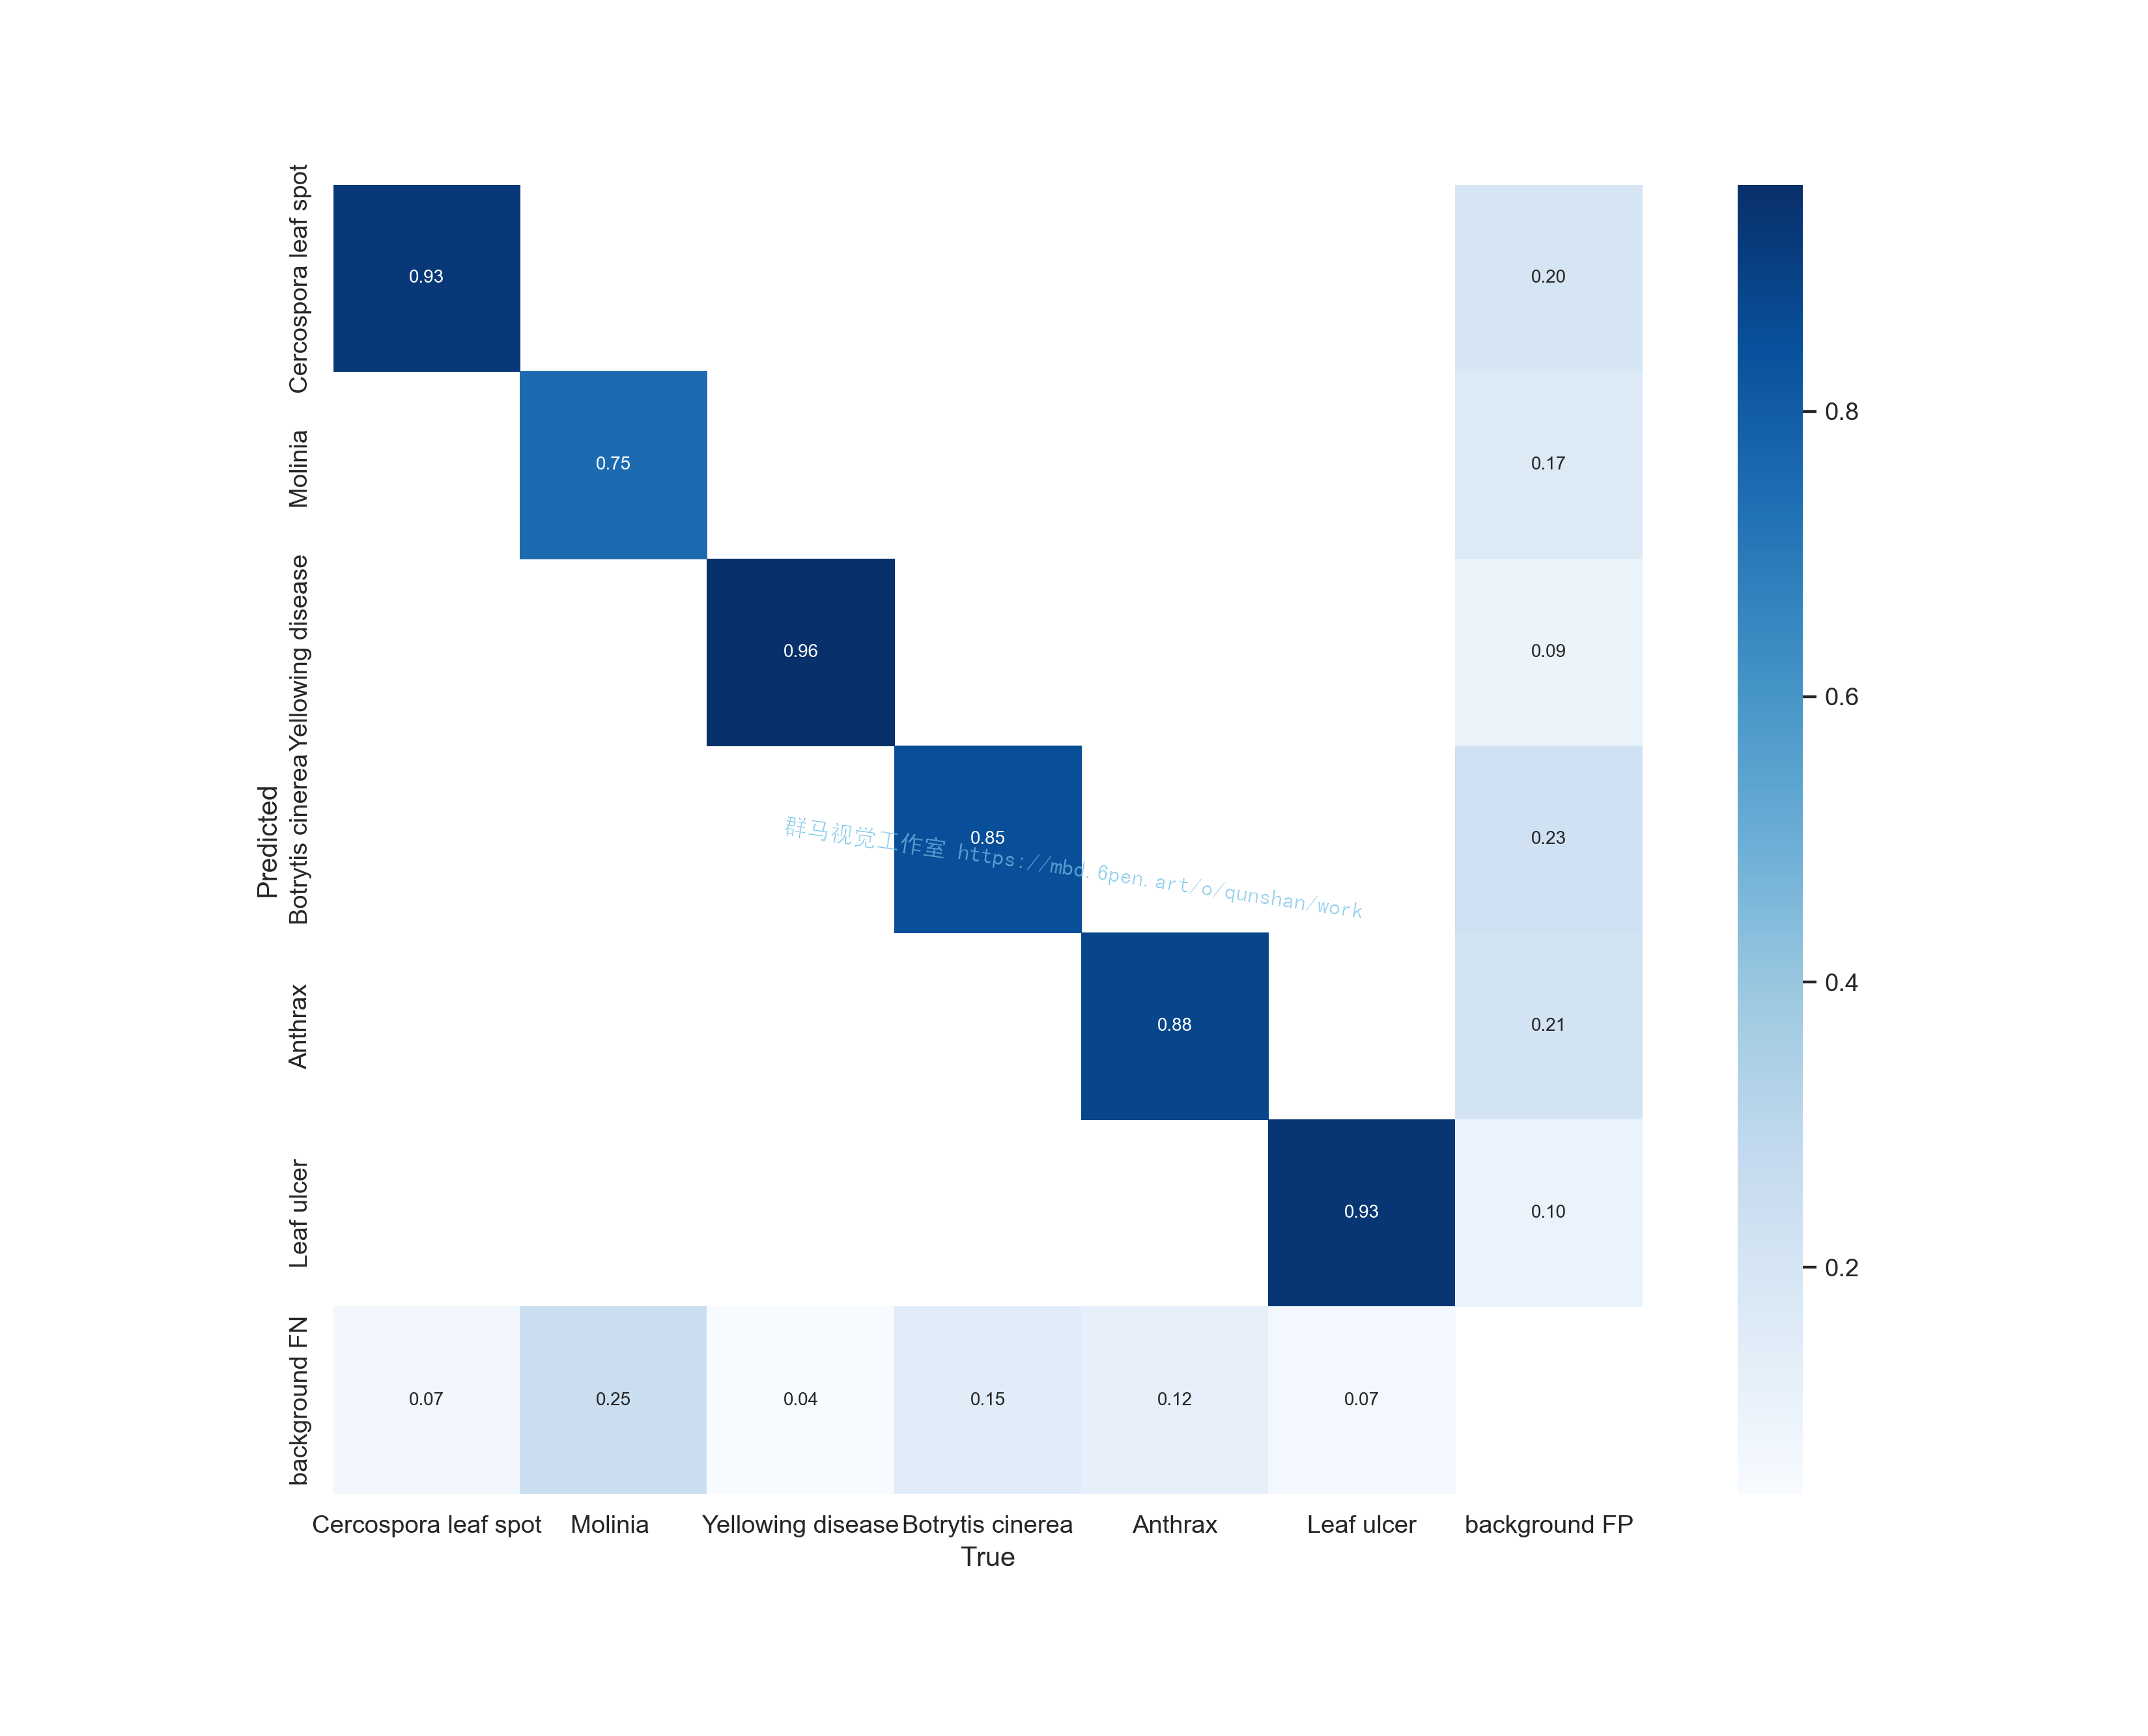 Cercospora leaf spot
0.93
0.20
0.8
Molinia
0.75
0.17
Yellowing disease
0.96
0.09
0.6
Predicted
Botrytis cinerea
0.85
0.23
群马视觉工作室 https://mbd.6pen.art/o/qunshan/work
Anthrax
0.88
0.21
0.4
Leaf ulcer
0.93
0.10
0.2
background FN
0.07
0.25
0.04
0.15
0.12
0.07
Cercospora leaf spot
Molinia
Yellowing disease
Botrytis cinerea
Anthrax
Leaf ulcer
background FP
True